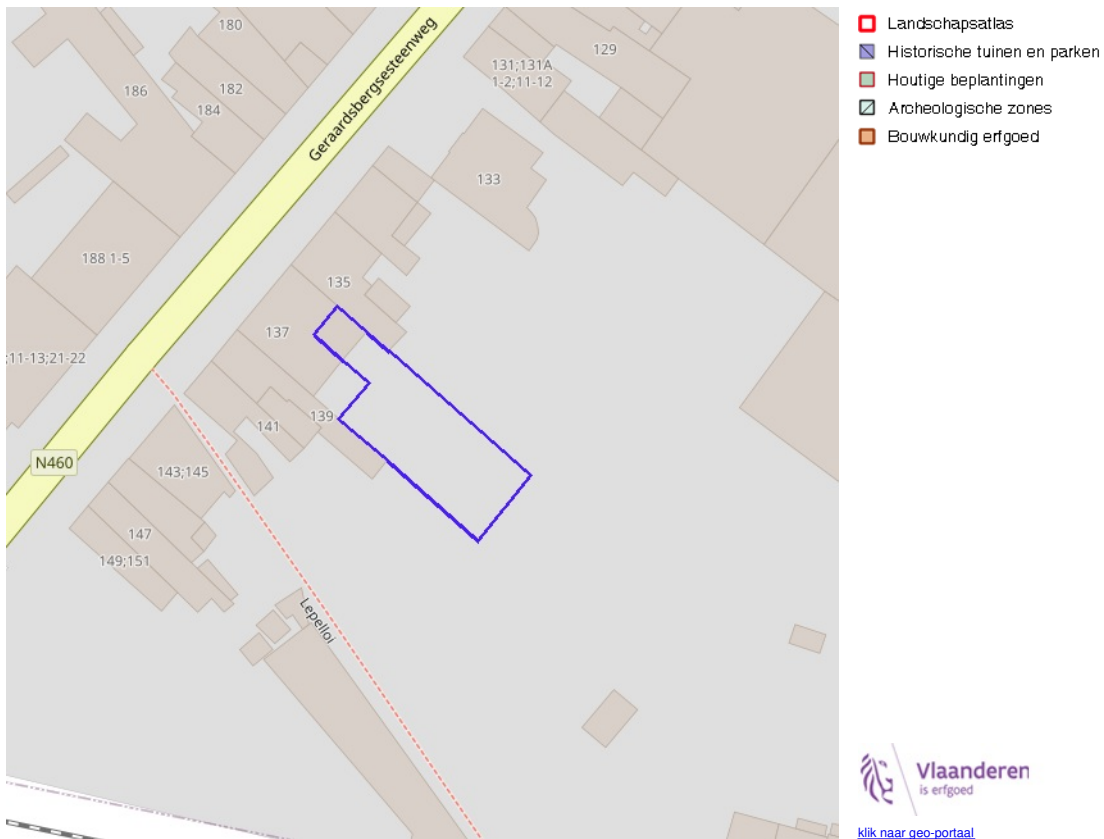 180
129
131;131A
1-2;11-12
186
182
184
Geraardsbergsesteenweg
133
188 1-5
135
137
;11-13;21-22
139
141
N460
143;145
147
149;151
Lepelloi
Landschapsatlas
Historische tuinen en parken
Houtige beplantingen
Archeologische zones
Bouwkundig erfgoed
Vlaanderen
is erfgoed
klik naar geo-portaal